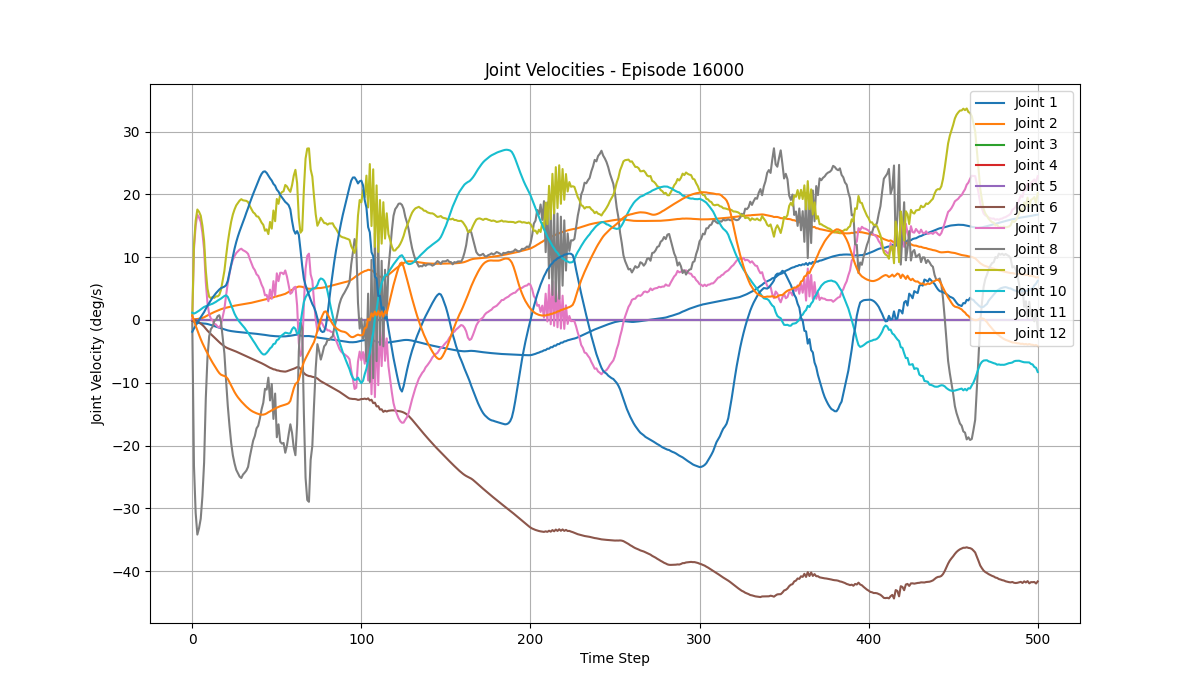 Joint Velocities - Episode 16000
Joint Velocity (deg/s)
30
20
10
0
−10
−20
−30
−40
0 100 200 300 400 500
Time Step
Joint 1
Joint 2
Joint 3
Joint 4
Joint 5
Joint 6
Joint 7
Joint 8
Joint 9
Joint 10
Joint 11
Joint 12